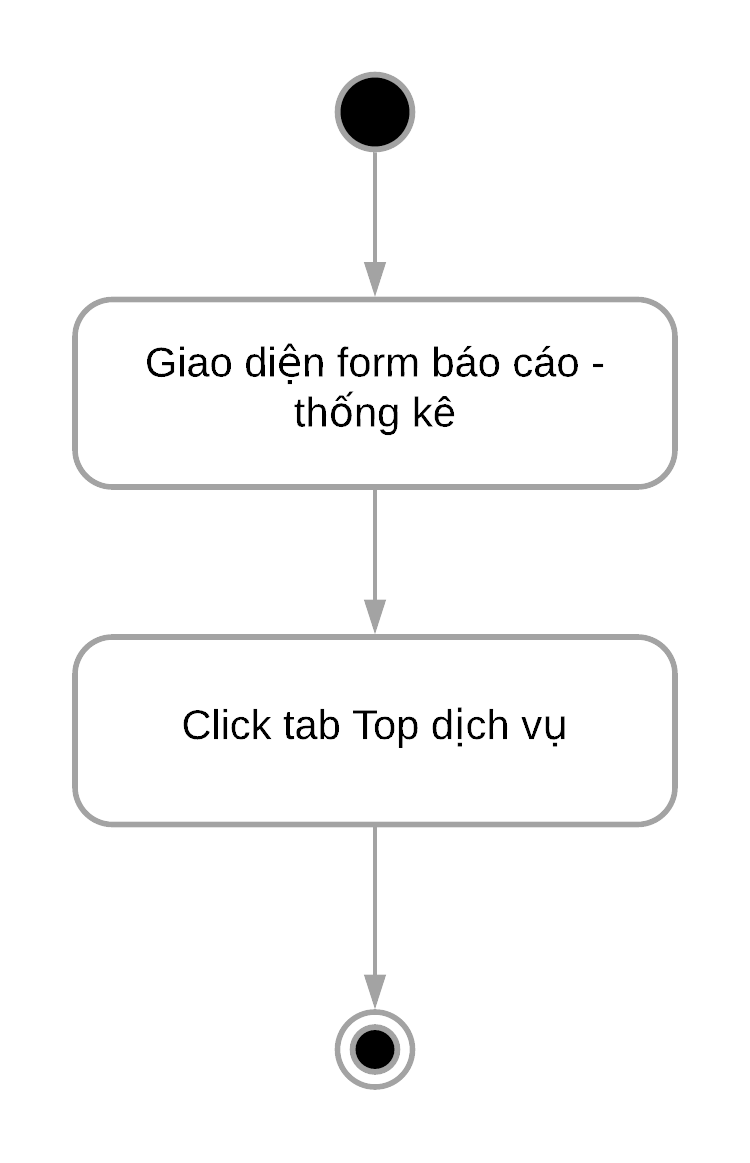 Giao diện form báo cáo -
thống kê
Click tab Top dịch vụ